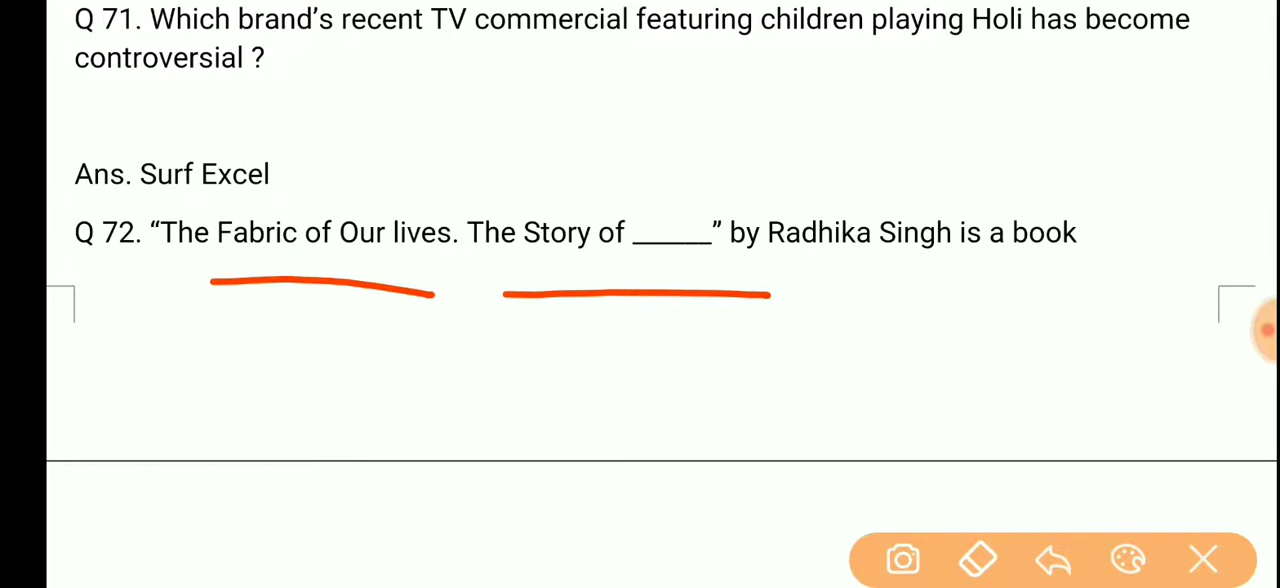 Q 71. Which brand’s recent TV commercial featuring children playing Holi has become
controversial ?
Ans. Surf Excel
Q 72. “The Fabric of Our lives. The Story of ______” by Radhika Singh is a book